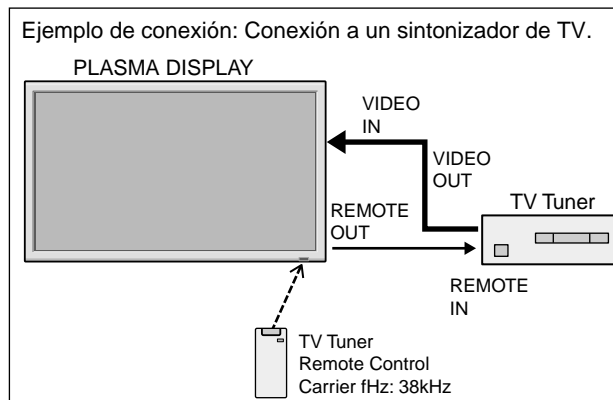 Ejemplo de conexión: Conexión a un sintonizador de TV.
PLASMA DISPLAY
VIDEO
IN
VIDEO
OUT
TV Tuner
REMOTE
OUT
REMOTE
IN
TV Tuner
Remote Control
Carrier fHz: 38kHz